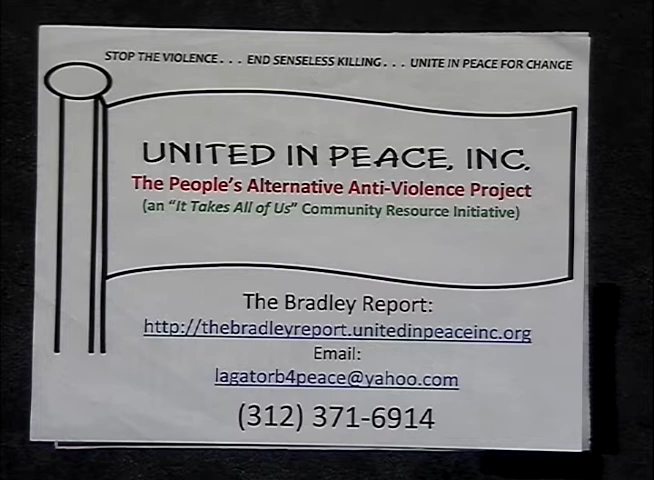 STOP THE VIOLENCE . . . END SENSELESS KILLING . . . UNITE IN PEACE FOR CHANGE
UNITED IN PEACE, INC.
The People's Alternative Anti-Violence Project
(an "It Takes All of Us" Community Resource Initiative)
The Bradley Report:
http://thebradleyreport.unitedinpeaceinc.org
Email:
lagatorb4peace@yahoo.com
(312) 371-6914